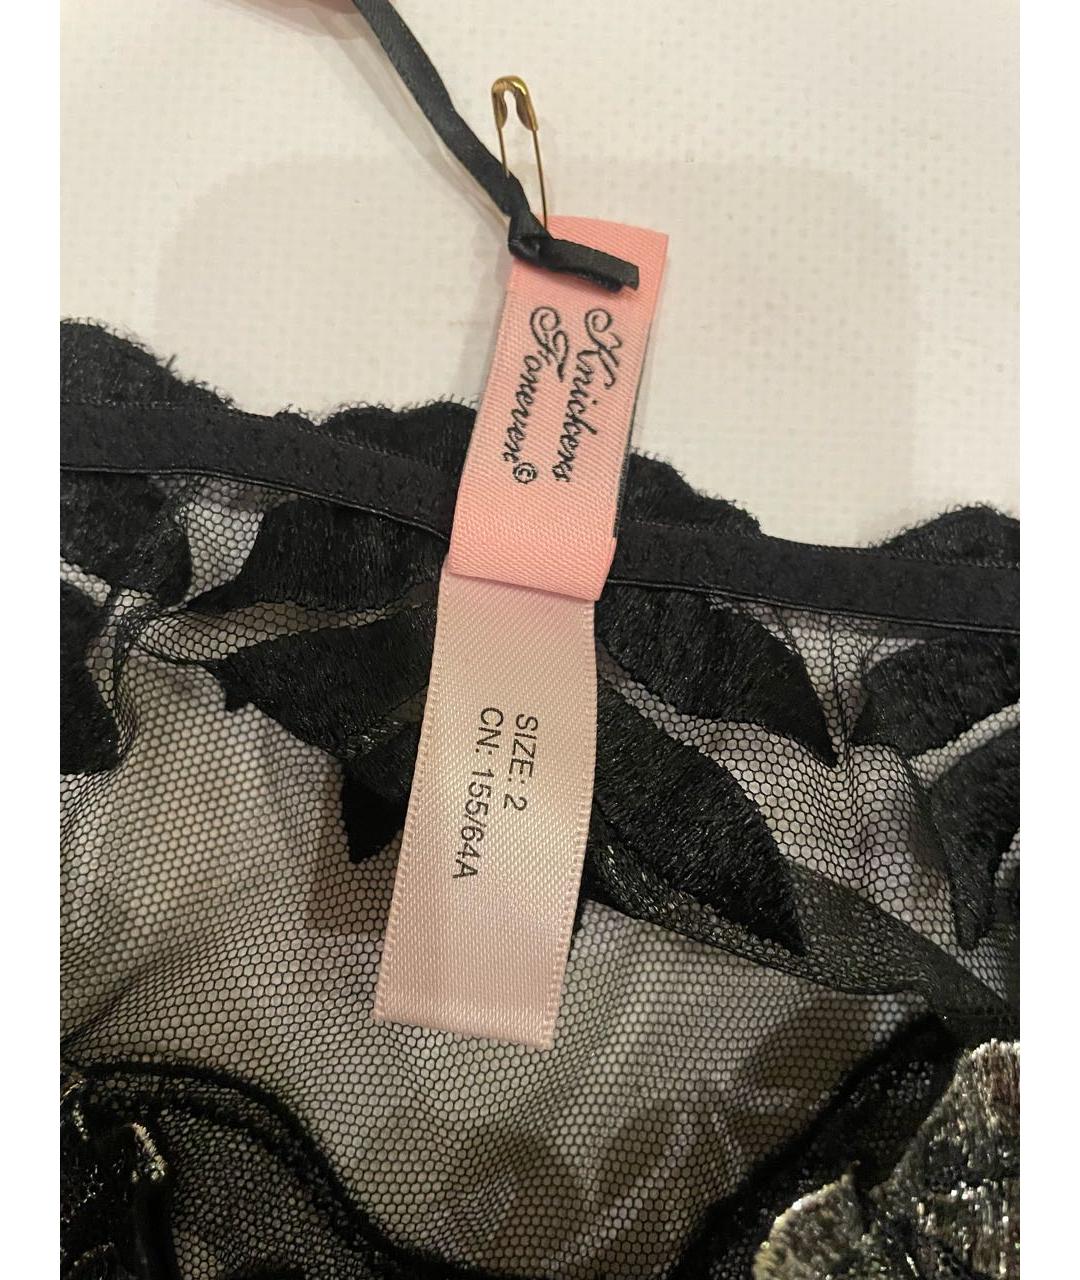 Knickers
Forever©
SIZE: 2
CN: 155/64A